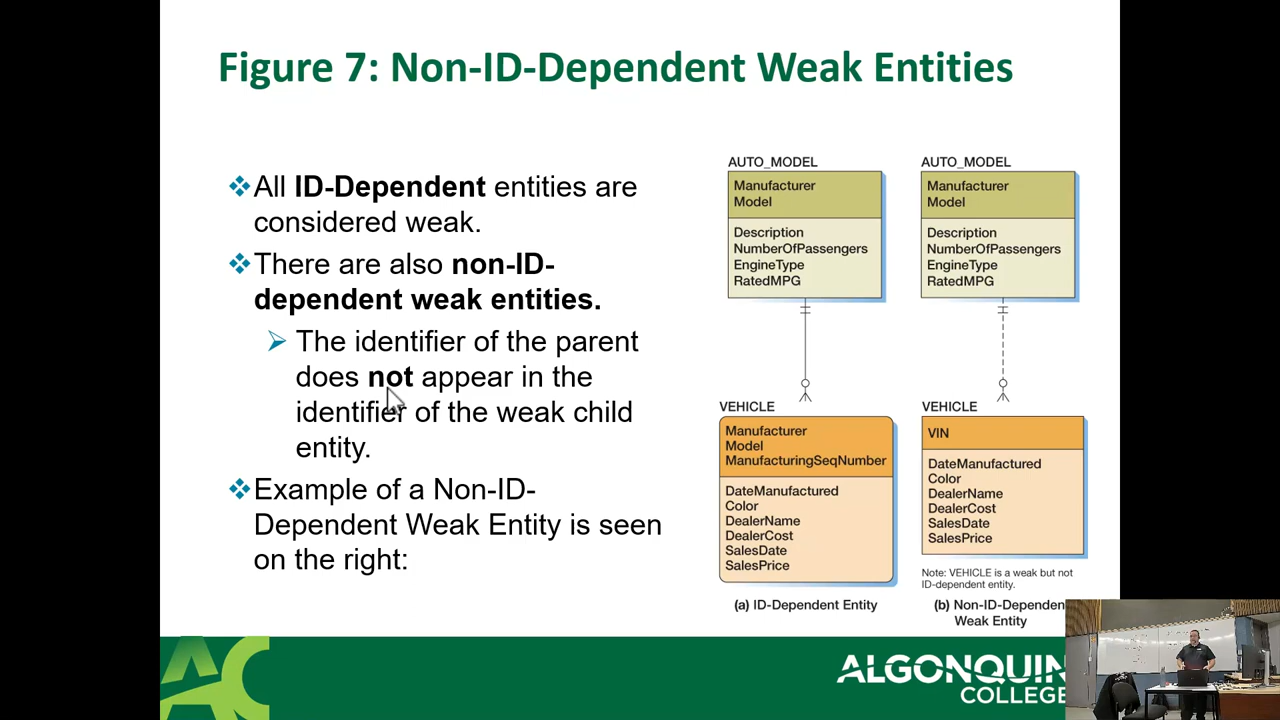 Figure 7: Non-ID-Dependent Weak Entities
All ID-Dependent entities are
considered weak.
There are also non-ID-
dependent weak entities.
The identifier of the parent
does not appear in the
identifier of the weak child
entity.
Example of a Non-ID-
Dependent Weak Entity is seen
on the right:
AUTO_MODEL
Manufacturer
Model
Description
NumberOfPassengers
EngineType
RatedMPG
VEHICLE
Manufacturer
Model
ManufacturingSeqNumber
DateManufactured
Color
DealerName
DealerCost
SalesDate
SalesPrice
(a) ID-Dependent Entity
AUTO_MODEL
Manufacturer
Model
Description
NumberOfPassengers
EngineType
RatedMPG
VEHICLE
VIN
DateManufactured
Color
DealerName
DealerCost
SalesDate
SalesPrice
Note: VEHICLE is a weak but not
ID-dependent entity.
(b) Non-ID-Dependen
Weak Entity
AC
ALGONQUIN
COLLEGE